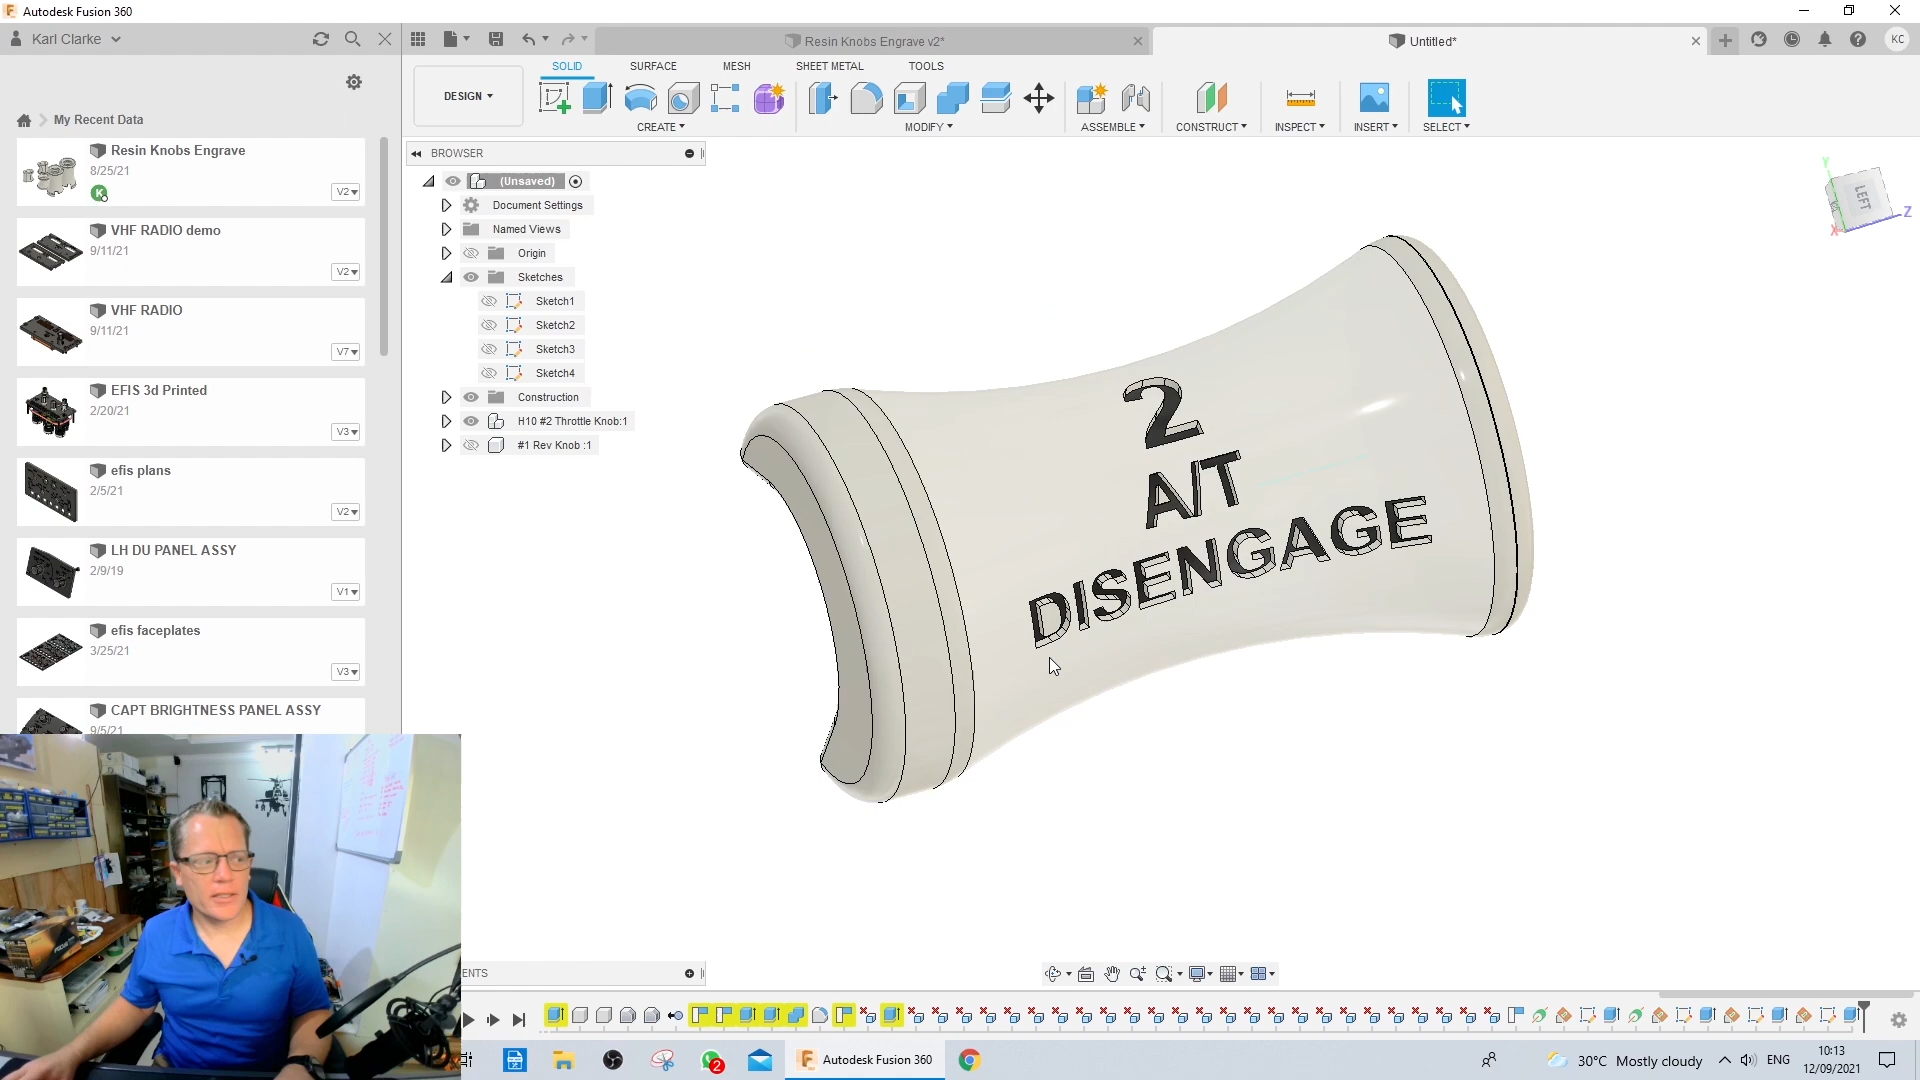 Autodesk Fusion 360
Karl Clarke
Resin Knobs Engrave v2*
Untitled*
KC
SOLID SURFACE MESH SHEET METAL TOOLS
DESIGN
CREATE MODIFY ASSEMBLE CONSTRUCT INSPECT INSERT SELECT
My Recent Data
Resin Knobs Engrave
8/25/21
K
V2
VHF RADIO demo
9/11/21
V2
VHF RADIO
9/11/21
V7
EFIS 3d Printed
2/20/21
V3
efis plans
2/5/21
V2
LH DU PANEL ASSY
2/9/19
V1
efis faceplates
3/25/21
V3
CAPT BRIGHTNESS PANEL ASSY
9/5/21
BROWSER
(Unsaved)
Document Settings
Named Views
Origin
Sketches
Sketch1
Sketch2
Sketch3
Sketch4
Construction
H10 #2 Throttle Knob:1
#1 Rev Knob :1
2
A/T
DISENGAGE
Y
LEFT
Z
X
ENTS
2
Autodesk Fusion 360
30°C Mostly cloudy
ENG
10:13
12/09/2021